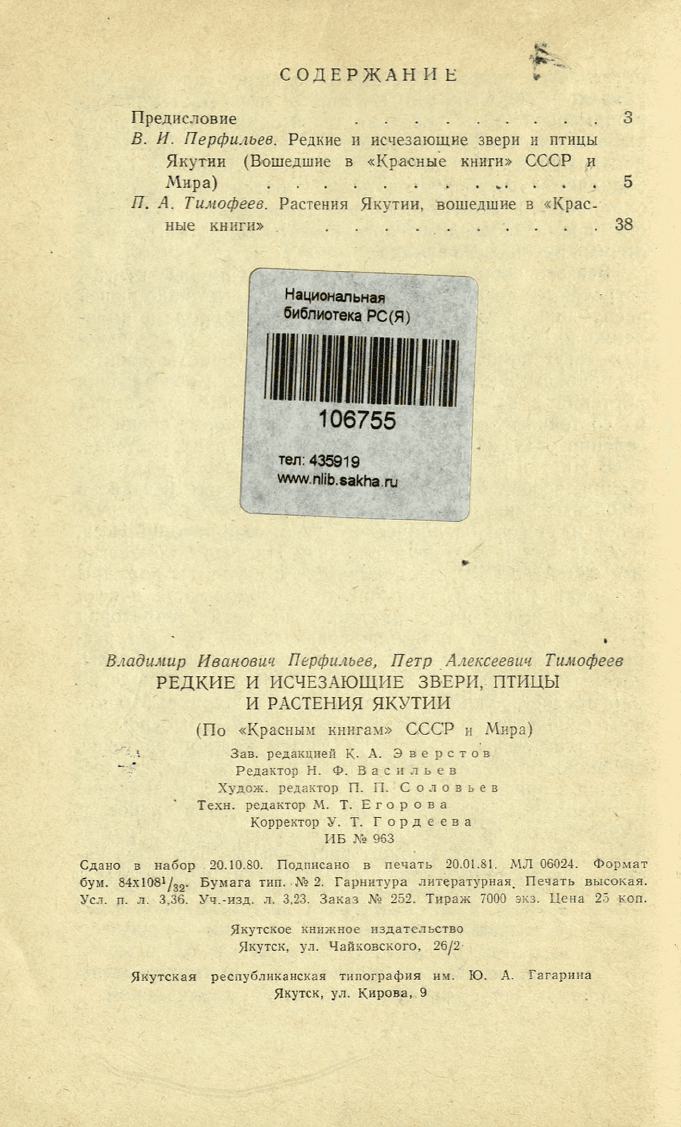 СОДЕРЖАНИЕ
Предисловие . . . . . . . . . 3
В. И. Перфильев. Редкие и исчезающие звери и птицы
Якутии (Вошедшие в «Красные книги» СССР и
Мира) . . . . . . . . . . . . . 5
П. А. Тимофеев. Растения Якутии, вошедшие в «Крас-
ные книги» . . . . . . . . . . 38
Национальная
библиотека РС(Я)
106755
тел: 435919
www.nlib.sakha.ru
Владимир Иванович Перфильев, Петр Алексеевич Тимофеев
РЕДКИЕ И ИСЧЕЗАЮЩИЕ ЗВЕРИ, ПТИЦЫ
И РАСТЕНИЯ ЯКУТИИ
(По «Красным книгам» СССР и Мира)
Зав. редакцией К. А. Эверстов
Редактор Н. Ф. Васильев
Худож. редактор П. П. Соловьев
Техн. редактор М. Т. Егорова
Корректор У. Т. Гордеева
ИБ № 963
Сдано в набор 20.10.80. Подписано в печать 20.01.81. МЛ 06024. Формат
бум. 84х108¹/₃₂. Бумага тип. № 2. Гарнитура литературная. Печать высокая.
Усл. п. л. 3,36. Уч.-изд. л. 3,23. Заказ № 252. Тираж 7000 экз. Цена 25 коп.
Якутское книжное издательство
Якутск, ул. Чайковского, 26/2
Якутская республиканская типография им. Ю. А. Гагарина
Якутск, ул. Кирова, 9